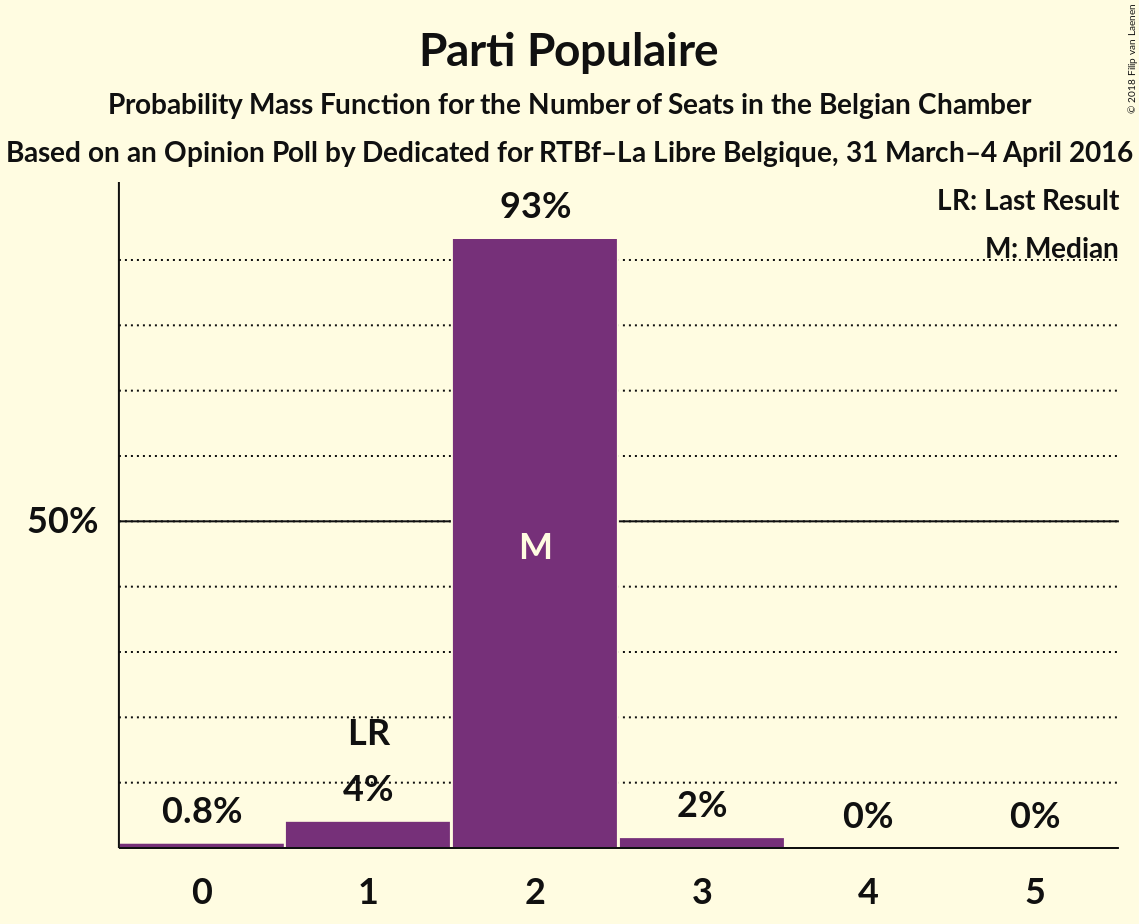 Parti Populaire
Probability Mass Function for the Number of Seats in the Belgian Chamber
Based on an Opinion Poll by Dedicated for RTBf–La Libre Belgique, 31 March–4 April 2016
© 2018 Filip van Laenen
LR: Last Result
M: Median
93%
50%
M
LR
4%
0.8%
2%
0%
0%
0 1 2 3 4 5